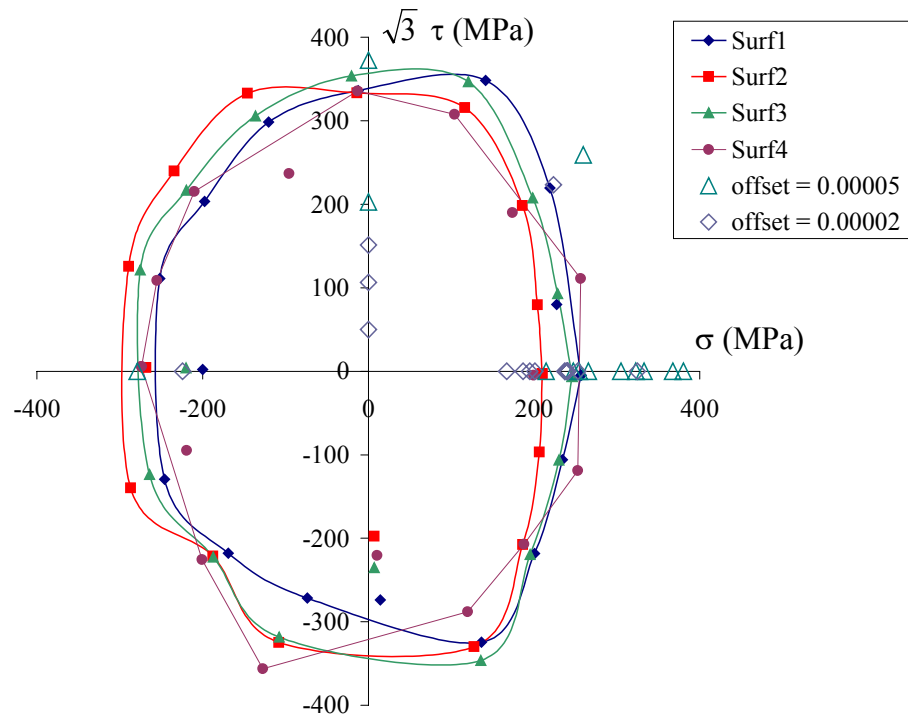 √3 τ (MPa)
400
300
200
100
0
-100
-200
-300
-400
-400 -200 0 200 400
σ (MPa)
Surf1
Surf2
Surf3
Surf4
offset = 0.00005
offset = 0.00002